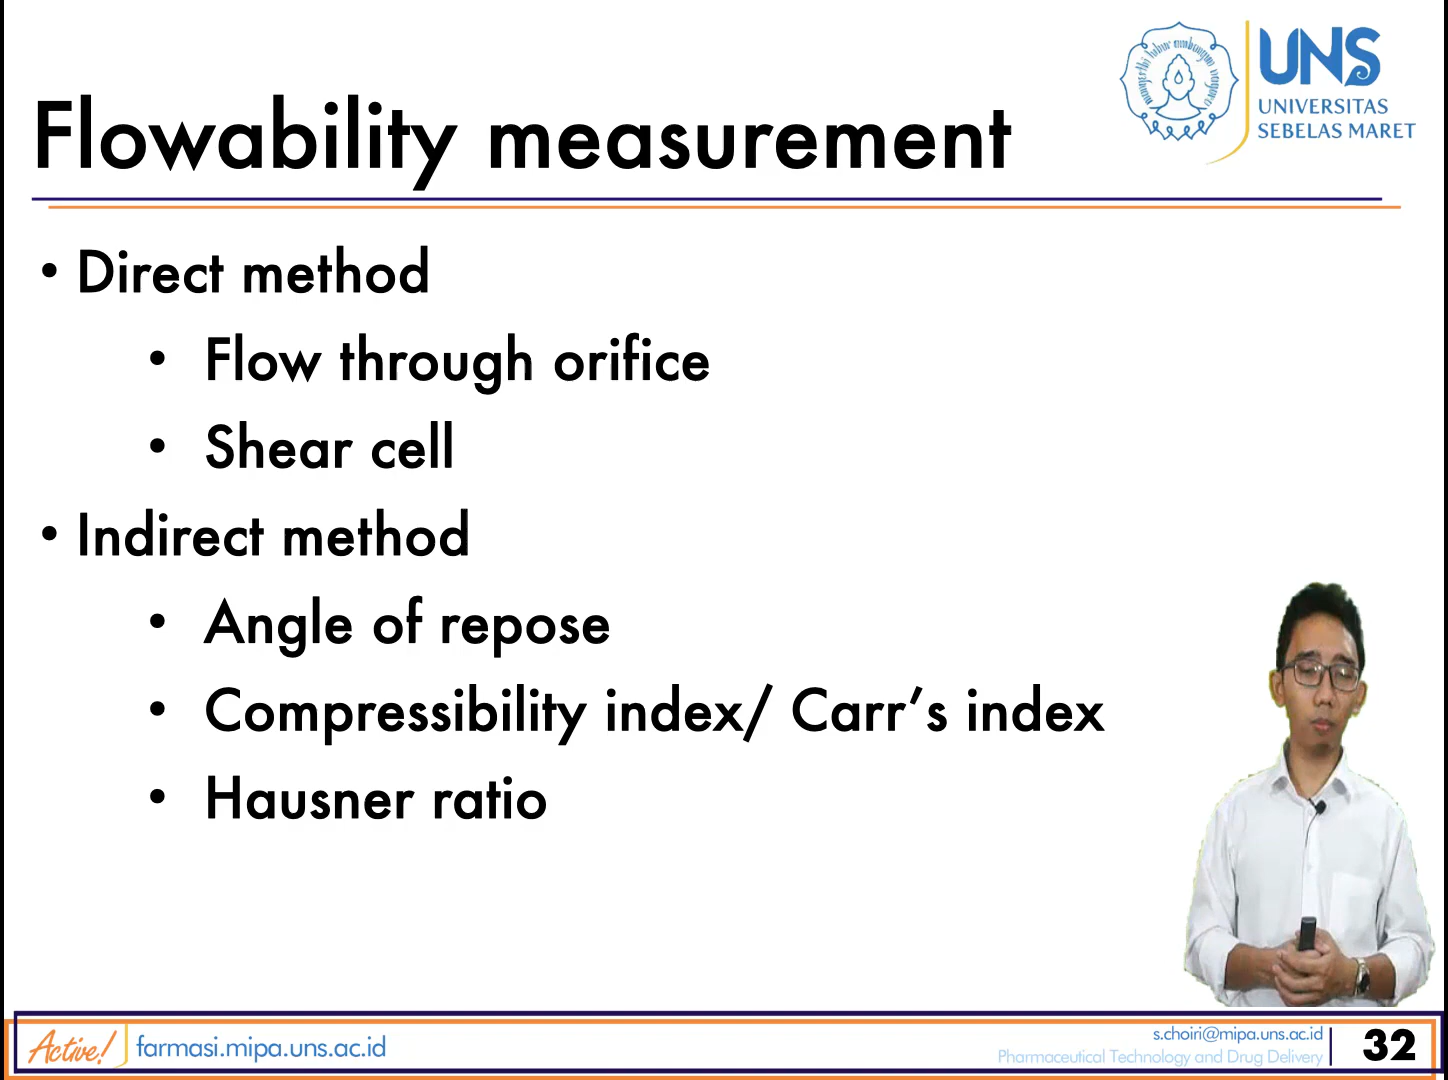 UNS
UNIVERSITAS
SEBELAS MARET
Flowability measurement
• Direct method
• Flow through orifice
• Shear cell
• Indirect method
• Angle of repose
• Compressibility index/ Carr’s index
• Hausner ratio
Active!
farmasi.mipa.uns.ac.id
s.choiri@mipa.uns.ac.id
Pharmaceutical Technology and Drug Delivery
32